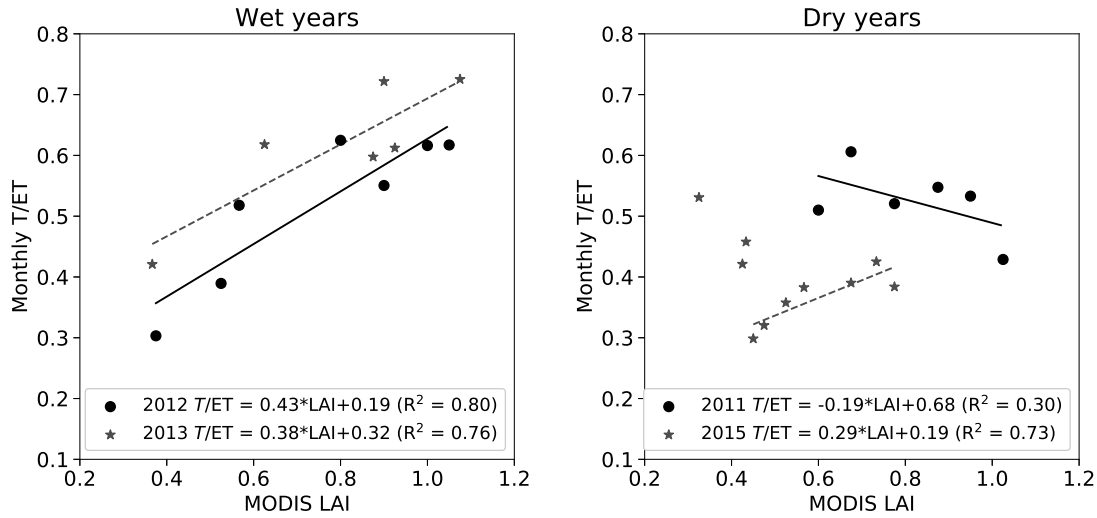 Wet years
0.8
0.7
0.6
0.5
0.4
0.3
0.2
0.1
Monthly T/ET
2012 T/ET = 0.43*LAI+0.19 (R² = 0.80)
2013 T/ET = 0.38*LAI+0.32 (R² = 0.76)
0.2 0.4 0.6 0.8 1.0 1.2
MODIS LAI
Dry years
0.8
0.7
0.6
0.5
0.4
0.3
0.2
0.1
Monthly T/ET
2011 T/ET = -0.19*LAI+0.68 (R² = 0.30)
2015 T/ET = 0.29*LAI+0.19 (R² = 0.73)
0.2 0.4 0.6 0.8 1.0 1.2
MODIS LAI